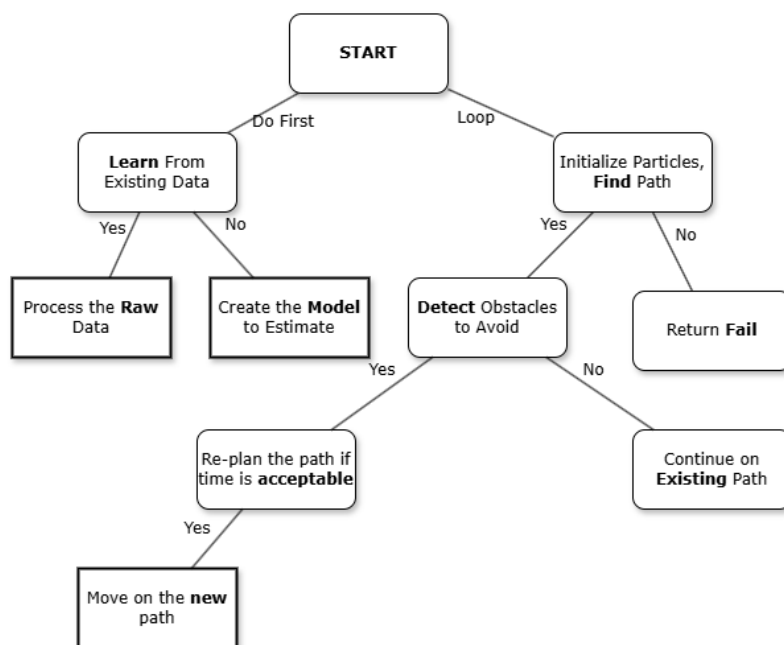 START
Do First
Loop
Learn From
Existing Data
Initialize Particles,
Find Path
Yes
No
Yes
No
Process the Raw
Data
Create the Model
to Estimate
Detect Obstacles
to Avoid
Return Fail
Yes
No
Re-plan the path if
time is acceptable
Continue on
Existing Path
Yes
Move on the new
path